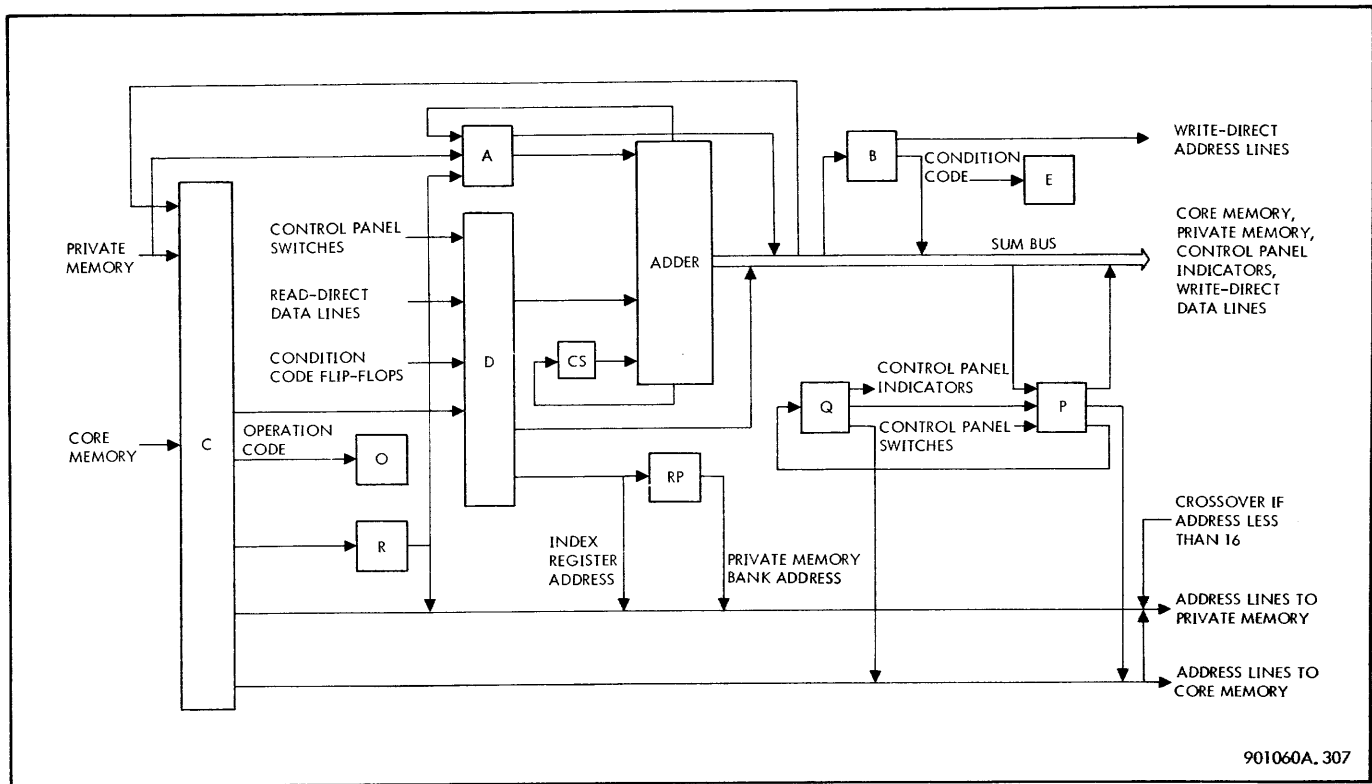 A
B
WRITE-DIRECT
ADDRESS LINES
CONDITION
CODE
E
PRIVATE
MEMORY
CONTROL PANEL
SWITCHES
ADDER
SUM BUS
CORE MEMORY,
PRIVATE MEMORY,
CONTROL PANEL
INDICATORS,
WRITE-DIRECT
DATA LINES
READ-DIRECT
DATA LINES
CONDITION
CODE FLIP-FLOPS
D
CS
CONTROL PANEL
INDICATORS
Q
P
CONTROL PANEL
SWITCHES
CORE
MEMORY
C
OPERATION
CODE
O
RP
R
INDEX
REGISTER
ADDRESS
PRIVATE MEMORY
BANK ADDRESS
CROSSOVER IF
ADDRESS LESS
THAN 16
ADDRESS LINES TO
PRIVATE MEMORY
ADDRESS LINES TO
CORE MEMORY
901060A.307